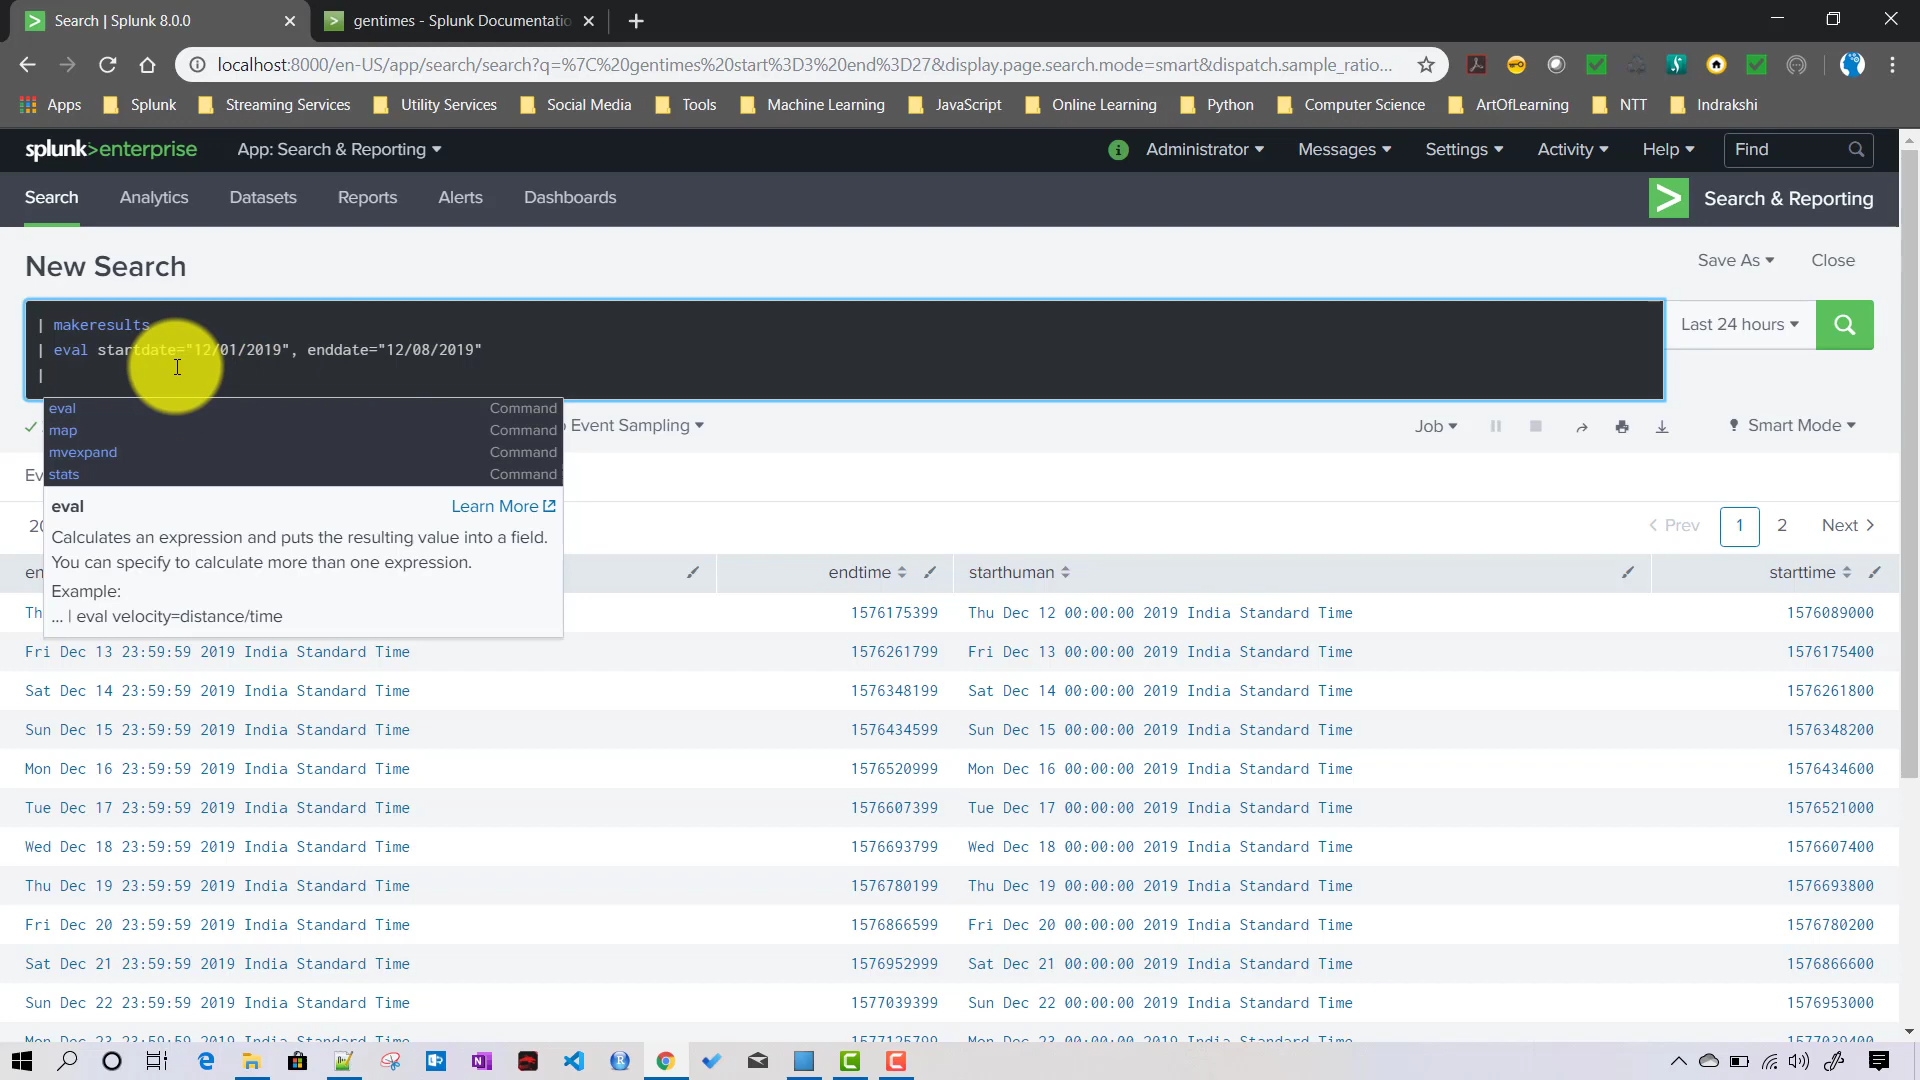 Search | Splunk 8.0.0
gentimes - Splunk Documentatio
localhost:8000/en-US/app/search/search?q=%7C%20gentimes%20start%3D3%20end%3D27&display.page.search.mode=smart&dispatch.sample_ratio...
Apps Splunk Streaming Services Utility Services Social Media Tools Machine Learning JavaScript Online Learning Python Computer Science ArtOfLearning NTT Indrakshi
splunk>enterprise App: Search & Reporting Administrator Messages Settings Activity Help Find
Search Analytics Datasets Reports Alerts Dashboards Search & Reporting
New Search Save As Close
| makeresults
| eval startdate="12/01/2019", enddate="12/08/2019"
|
Last 24 hours
eval Command
map Command
mvexpand Command
stats Command
Event Sampling Job Smart Mode
eval Learn More
Calculates an expression and puts the resulting value into a field.
You can specify to calculate more than one expression.
Example:
... | eval velocity=distance/time
Prev 1 2 Next
endtime starthuman starttime
1576175399 Thu Dec 12 00:00:00 2019 India Standard Time 1576089000
Fri Dec 13 23:59:59 2019 India Standard Time 1576261799 Fri Dec 13 00:00:00 2019 India Standard Time 1576175400
Sat Dec 14 23:59:59 2019 India Standard Time 1576348199 Sat Dec 14 00:00:00 2019 India Standard Time 1576261800
Sun Dec 15 23:59:59 2019 India Standard Time 1576434599 Sun Dec 15 00:00:00 2019 India Standard Time 1576348200
Mon Dec 16 23:59:59 2019 India Standard Time 1576520999 Mon Dec 16 00:00:00 2019 India Standard Time 1576434600
Tue Dec 17 23:59:59 2019 India Standard Time 1576607399 Tue Dec 17 00:00:00 2019 India Standard Time 1576521000
Wed Dec 18 23:59:59 2019 India Standard Time 1576693799 Wed Dec 18 00:00:00 2019 India Standard Time 1576607400
Thu Dec 19 23:59:59 2019 India Standard Time 1576780199 Thu Dec 19 00:00:00 2019 India Standard Time 1576693800
Fri Dec 20 23:59:59 2019 India Standard Time 1576866599 Fri Dec 20 00:00:00 2019 India Standard Time 1576780200
Sat Dec 21 23:59:59 2019 India Standard Time 1576952999 Sat Dec 21 00:00:00 2019 India Standard Time 1576866600
Sun Dec 22 23:59:59 2019 India Standard Time 1577039399 Sun Dec 22 00:00:00 2019 India Standard Time 1576953000